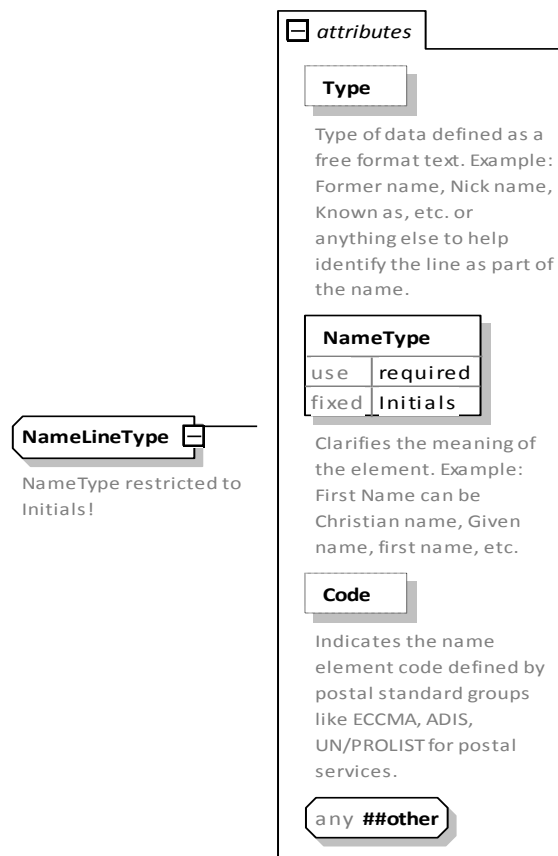 attributes
Type
Type of data defined as a
free format text. Example:
Former name, Nick name,
Known as, etc. or
anything else to help
identify the line as part of
the name.
NameType
use required
fixed Initials
Clarifies the meaning of
the element. Example:
First Name can be
Christian name, Given
name, first name, etc.
NameLineType
NameType restricted to
Initials!
Code
Indicates the name
element code defined by
postal standard groups
like ECCMA, ADIS,
UN/PROLIST for postal
services.
any ##other